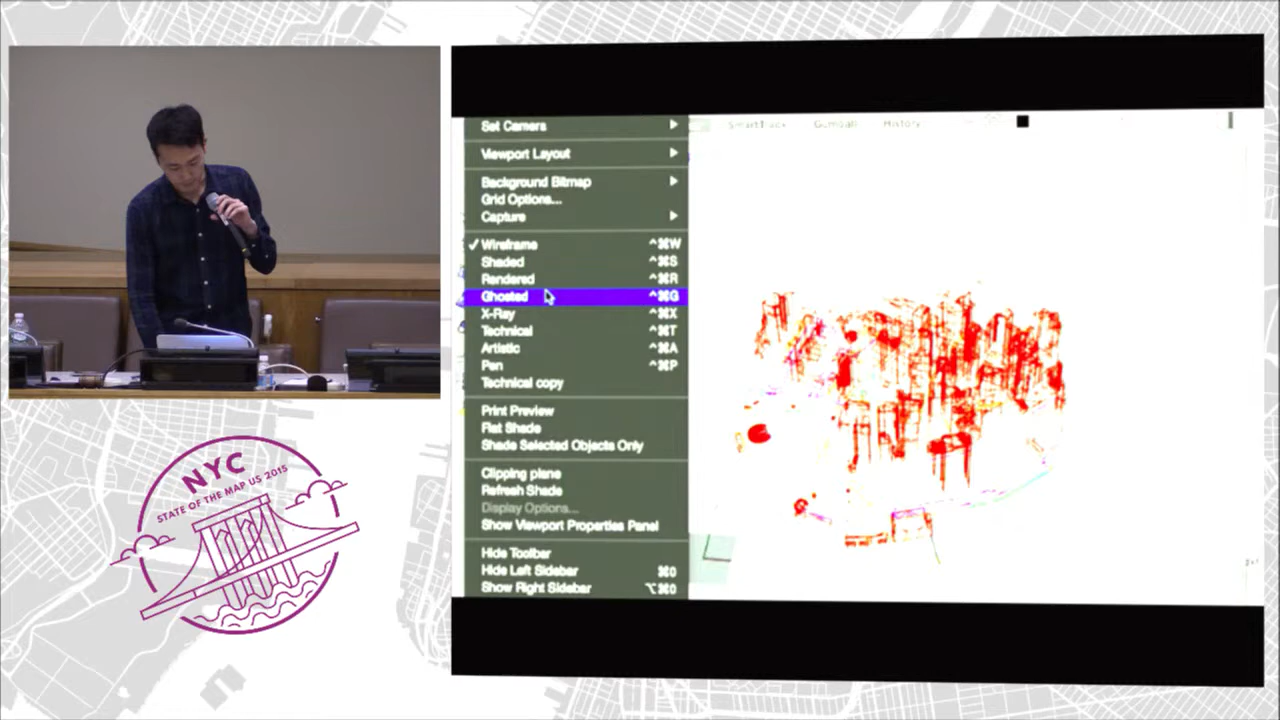 Set Camera
Viewport Layout
Background Bitmap
Grid Options...
Capture
✓ Wireframe ^⌘W
Shaded ^⌘S
Rendered ^⌘R
Ghosted ^⌘G
X-Ray ^⌘X
Technical ^⌘T
Artistic ^⌘A
Pen ^⌘P
Technical copy
Print Preview
Flat Shade
Shade Selected Objects Only
Clipping plane
Refresh Shade
Display Options...
Show Viewport Properties Panel
Hide Toolbar
Hide Left Sidebar ⌘0
Show Right Sidebar ⌥⌘0
SmartTrack Gumball History
NYC
STATE OF THE MAP US 2015